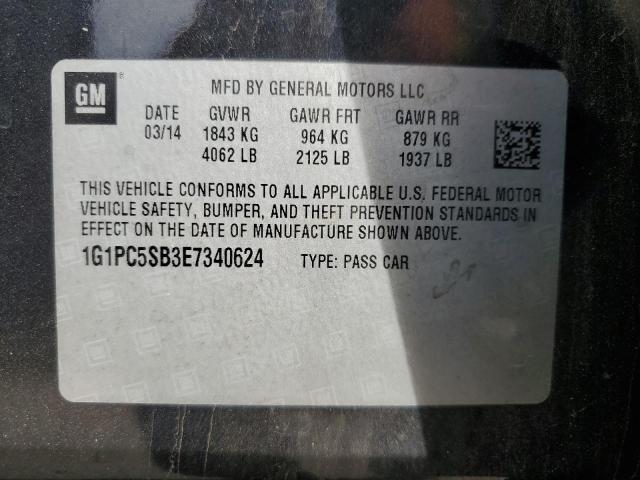 GM
MFD BY GENERAL MOTORS LLC
DATE GVWR GAWR FRT GAWR RR
03/14 1843 KG 964 KG 879 KG
4062 LB 2125 LB 1937 LB
THIS VEHICLE CONFORMS TO ALL APPLICABLE U.S. FEDERAL MOTOR
VEHICLE SAFETY, BUMPER, AND THEFT PREVENTION STANDARDS IN
EFFECT ON THE DATE OF MANUFACTURE SHOWN ABOVE.
1G1PC5SB3E7340624 TYPE: PASS CAR